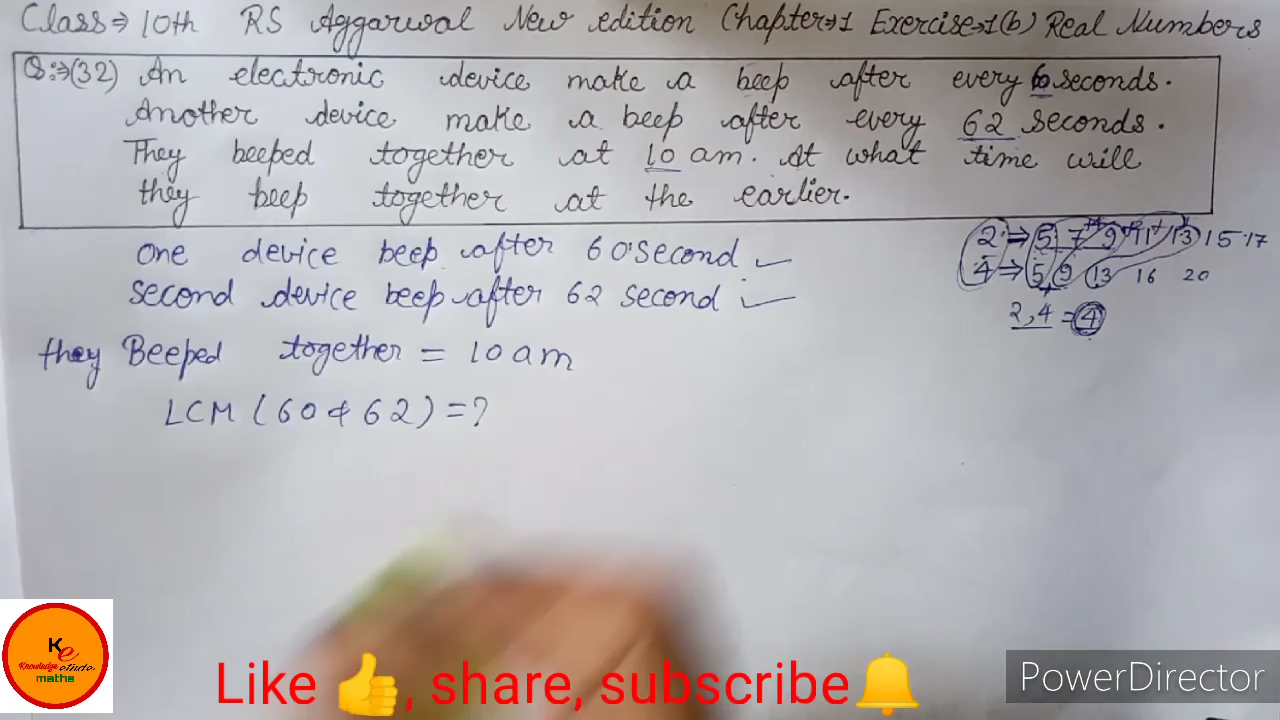 Class⇒ 10th RS Aggarwal New edition Chapter→1 Exercise→1(b) Real Numbers
Q:⇒(32) An electronic device make a beep after every 60 seconds.
Another device make a beep after every 62 seconds.
They beeped together at 10 am. At what time will
they beep together at the earlier.
One device beep after 60 second
second device beep after 62 second
they Beeped together = 10 am
LCM (60 & 62) = ?
2 ⇒ 5 7 9 11 13 15 17
4 ⇒ 5 9 13 16 20
2, 4 = 4
Ke
Knowledge etude
maths
Like 👍, share, subscribe🔔
PowerDirector